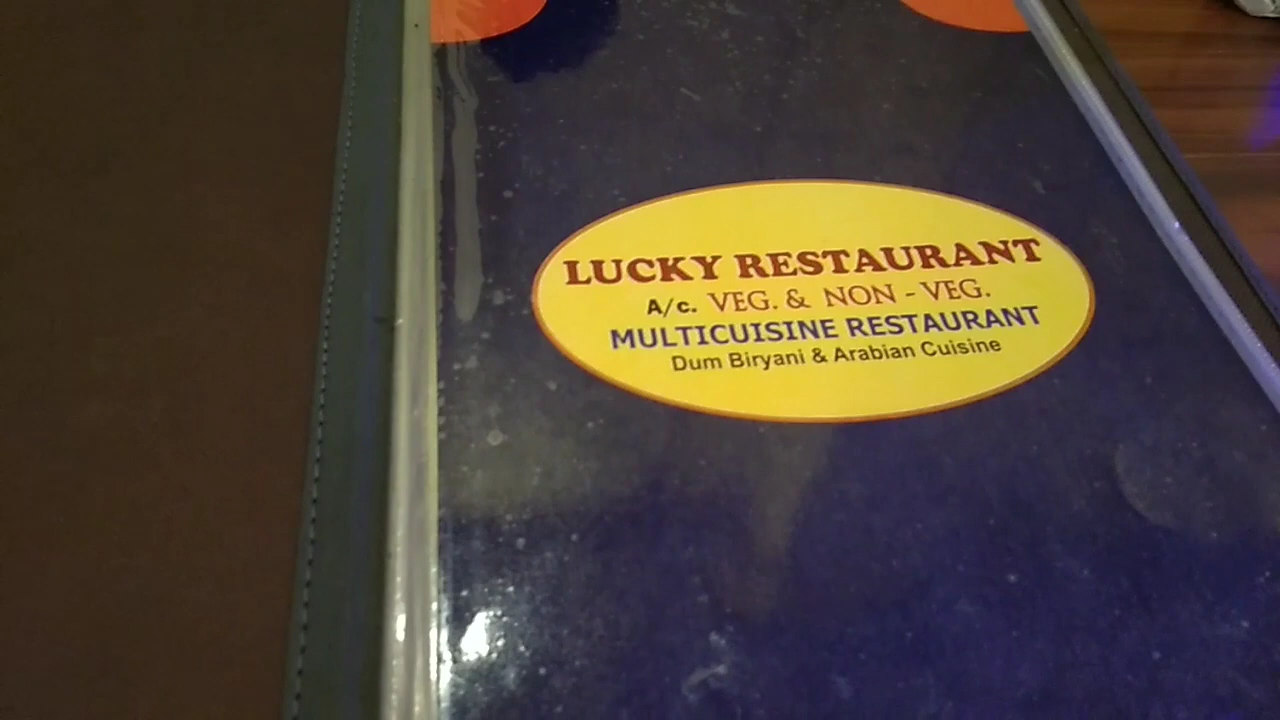 LUCKY RESTAURANT
A/c. VEG. & NON - VEG.
MULTICUISINE RESTAURANT
Dum Biryani & Arabian Cuisine